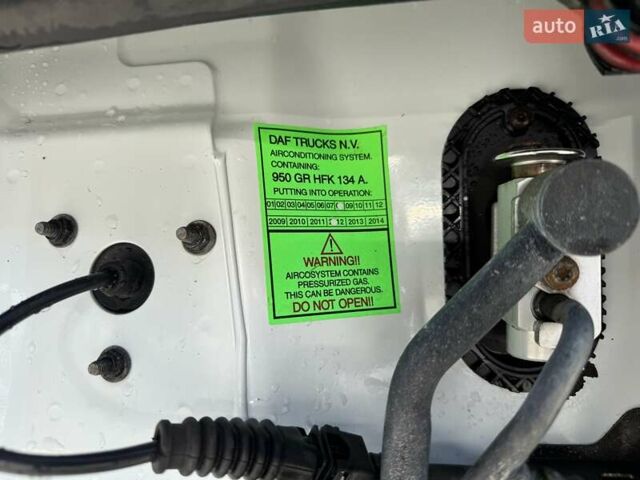 auto RIA
.com
DAF TRUCKS N.V.
AIRCONDITIONING SYSTEM.
CONTAINING:
950 GR HFK 134 A.
PUTTING INTO OPERATION:
01 02 03 04 05 06 07 09 10 11 12
2009 2010 2011 12 2013 2014
WARNING!!
AIRCOSYSTEM CONTAINS
PRESSURIZED GAS.
THIS CAN BE DANGEROUS.
DO NOT OPEN!!